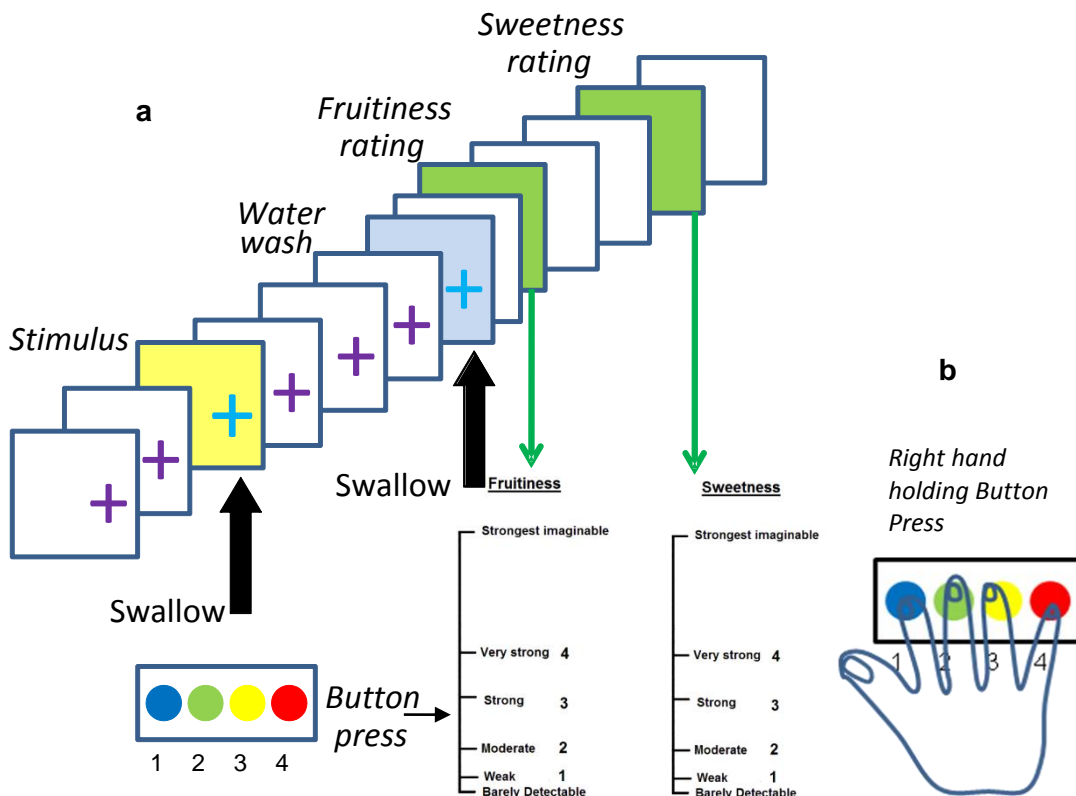 a
Sweetness
rating
Fruitiness
rating
Water
wash
Stimulus
Swallow
Swallow
Fruitiness
Strongest imaginable
Very strong 4
Strong 3
Moderate 2
Weak 1
Barely Detectable
Sweetness
Strongest imaginable
Very strong 4
Strong 3
Moderate 2
Weak 1
Barely Detectable
Button
press
1 2 3 4
b
Right hand
holding Button
Press
1 2 3 4